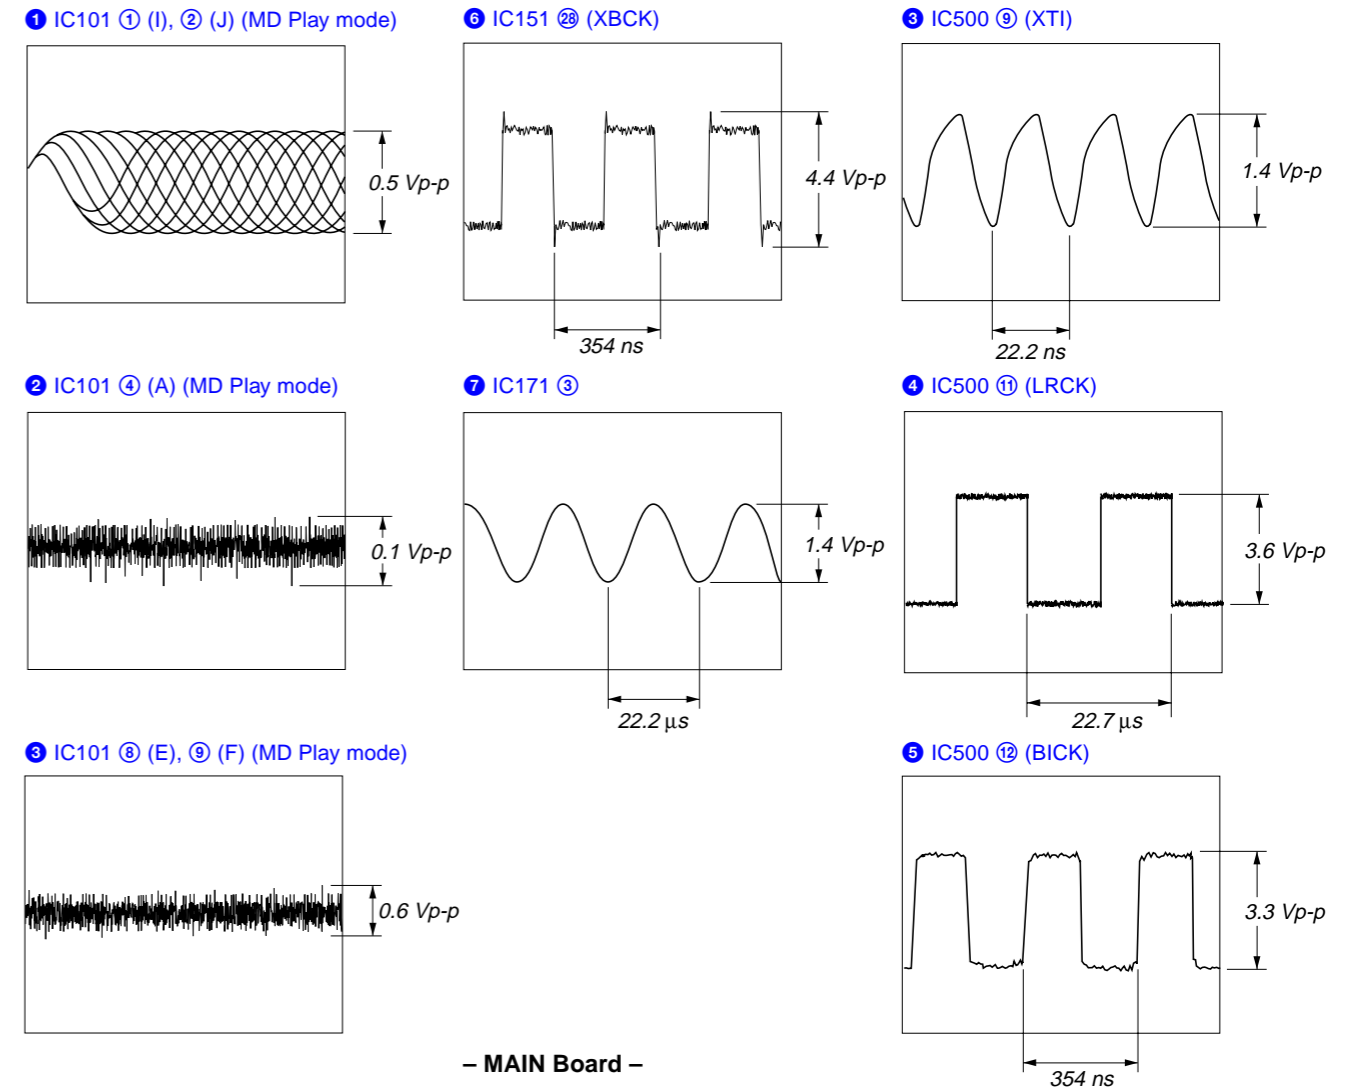 ❶ IC101 ① (I), ② (J) (MD Play mode)
0.5 Vp-p
❷ IC101 ④ (A) (MD Play mode)
0.1 Vp-p
❸ IC101 ⑧ (E), ⑨ (F) (MD Play mode)
0.6 Vp-p
❻ IC151 ㉘ (XBCK)
4.4 Vp-p
354 ns
❼ IC171 ③
1.4 Vp-p
22.2 µs
– MAIN Board –
❸ IC500 ⑨ (XTI)
1.4 Vp-p
22.2 ns
❹ IC500 ⑪ (LRCK)
3.6 Vp-p
22.7 µs
❺ IC500 ⑫ (BICK)
3.3 Vp-p
354 ns